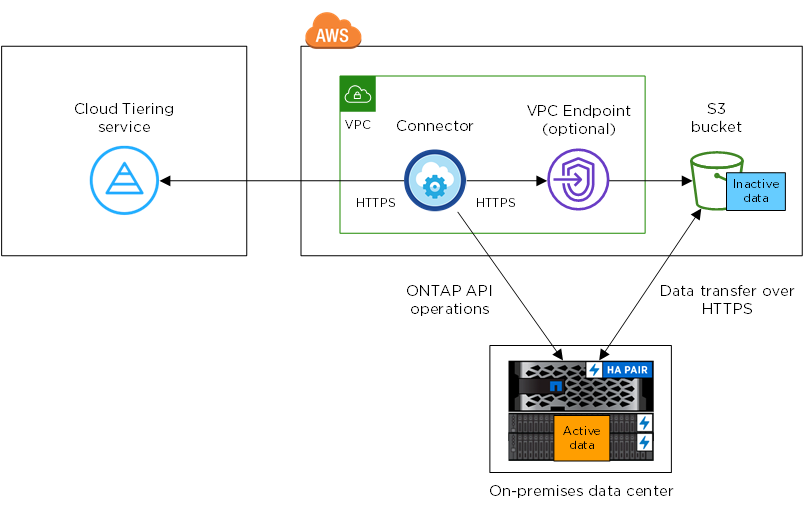 AWS
Cloud Tiering
service
VPC
Connector
VPC Endpoint
(optional)
S3
bucket
Inactive
data
HTTPS
HTTPS
ONTAP API
operations
Data transfer over
HTTPS
HA PAIR
Active
data
On-premises data center